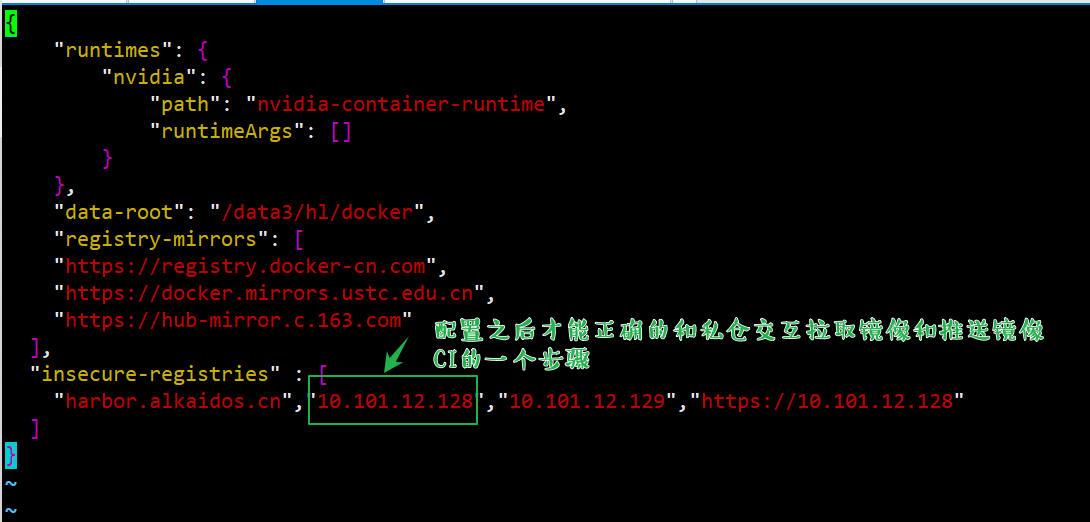 {
"runtimes": {
"nvidia": {
"path": "nvidia-container-runtime",
"runtimeArgs": []
}
},
"data-root": "/data3/hl/docker",
"registry-mirrors": [
"https://registry.docker-cn.com",
"https://docker.mirrors.ustc.edu.cn",
"https://hub-mirror.c.163.com"
配置之后才能正确的和私仓交互拉取镜像和推送镜像
CI的一个步骤
],
"insecure-registries" : [
"harbor.alkaidos.cn","10.101.12.128","10.101.12.129","https://10.101.12.128"
]
}
~
~